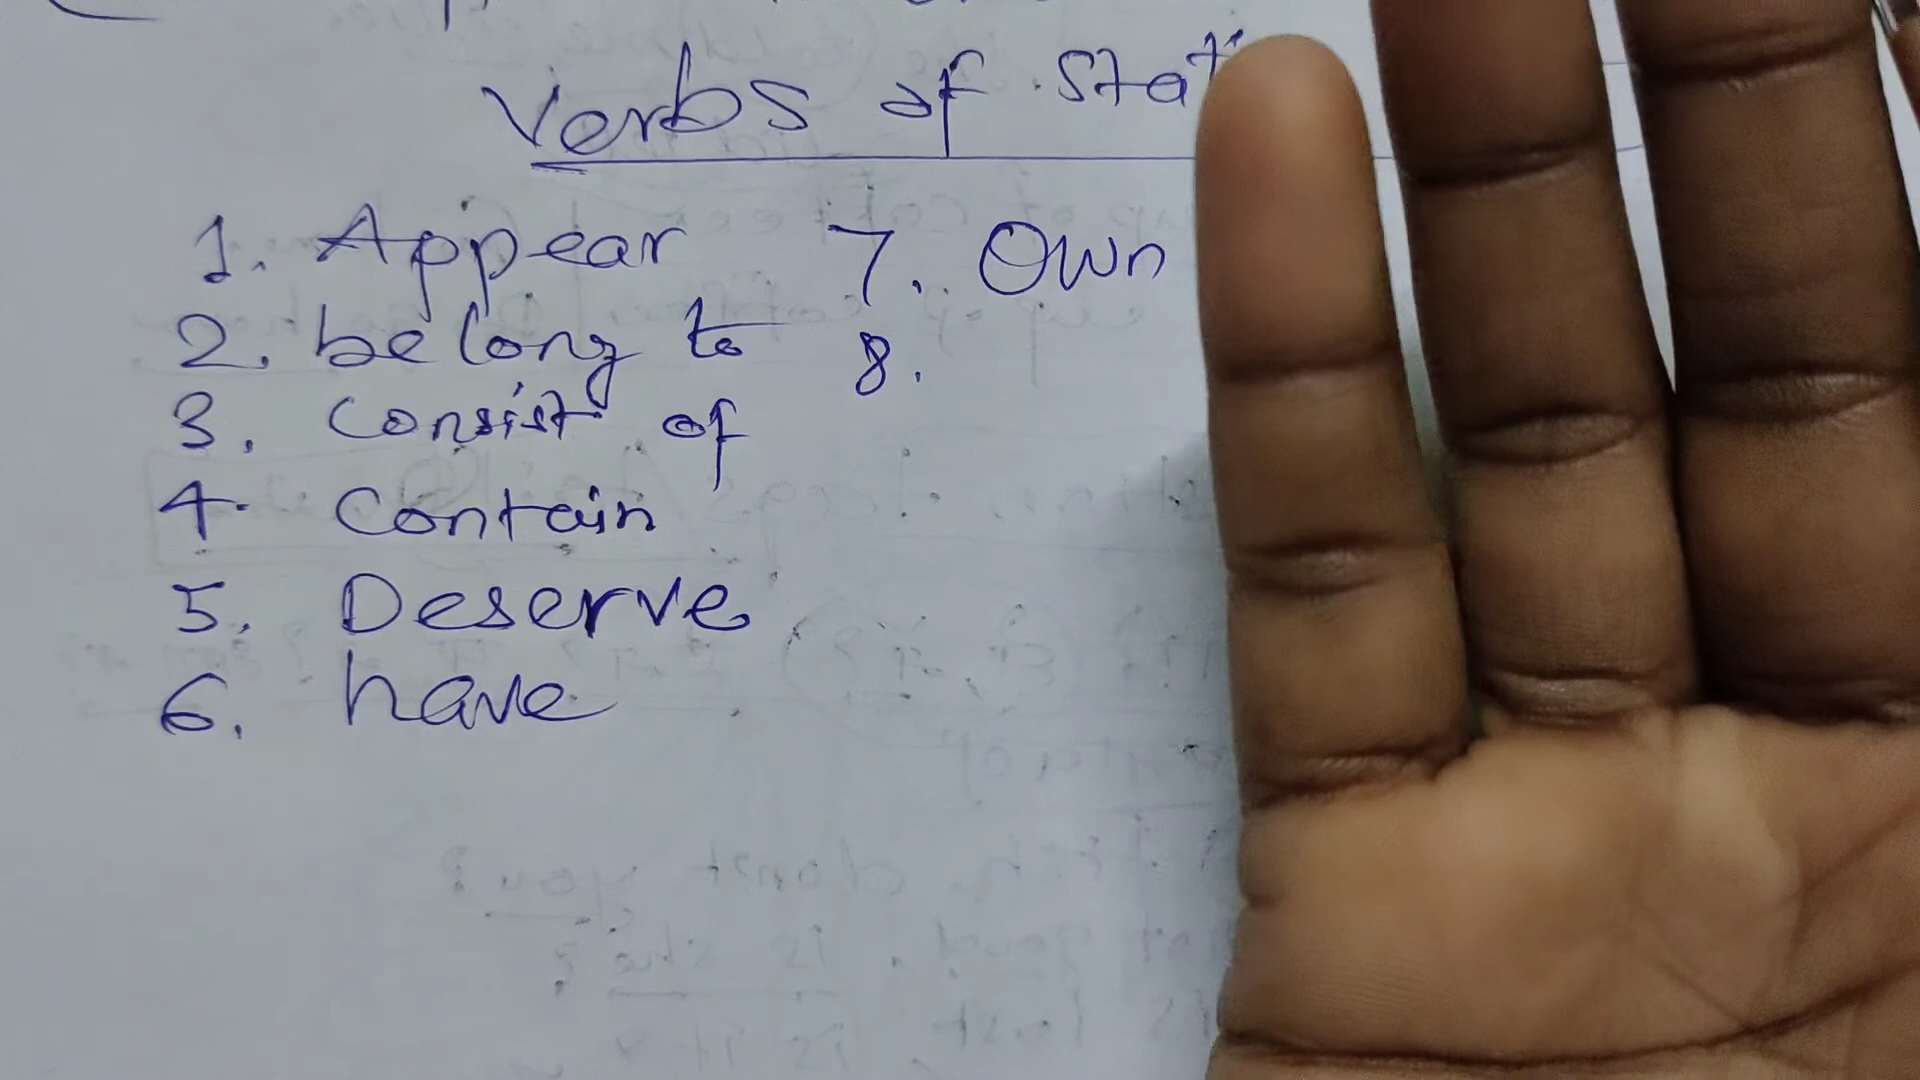 Verbs of
1. Appear
2. belong to
3. Consist of
4. Contain
5. Deserve
6. have
7. Own
8.